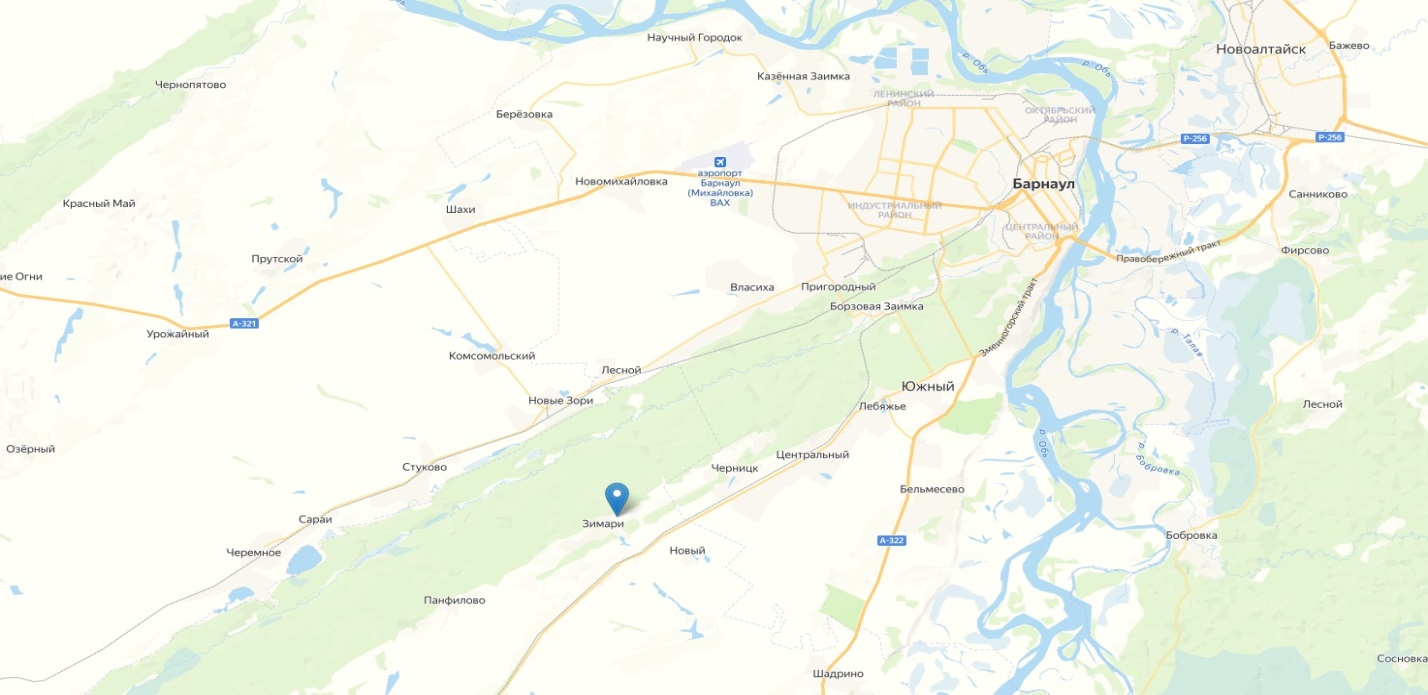 Научный Городок
Новоалтайск
Бажево
р. Обь
р. Обь
Казённая Заимка
Чернопятово
ЛЕНИНСКИЙ
РАЙОН
Берёзовка
ОКТЯБРЬСКИЙ
РАЙОН
Р-256
Р-256
аэропорт
Барнаул
(Михайловка)
BAX
Новомихайловка
Барнаул
Санниково
Красный Май
Шахи
ИНДУСТРИАЛЬНЫЙ
РАЙОН
ЦЕНТРАЛЬНЫЙ
РАЙОН
Правобережный тракт
Фирсово
Прутской
ие Огни
Власиха
Пригородный
Борзовая Заимка
Змеиногорский тракт
А-321
Урожайный
р. Талая
Комсомольский
Лесной
Южный
Новые Зори
Лебяжье
Лесной
Озёрный
р. Обь
Центральный
р. Бобровка
Стуково
Черницк
Бельмесево
Сараи
Зимари
Бобровка
А-322
Черемное
Новый
Панфилово
Сосновка
Шадрино